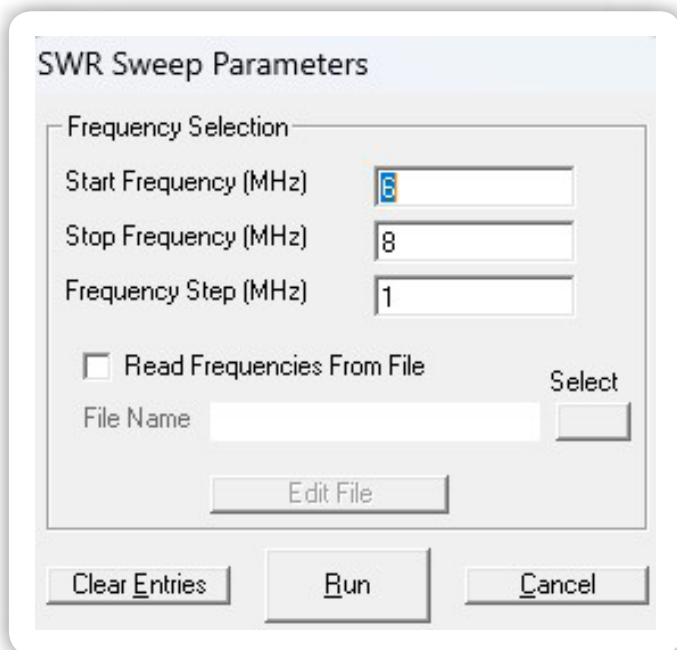 SWR Sweep Parameters
Frequency Selection
Start Frequency (MHz) 6
Stop Frequency (MHz) 8
Frequency Step (MHz) 1
Read Frequencies From File
Select
File Name
Edit File
Clear Entries Run Cancel